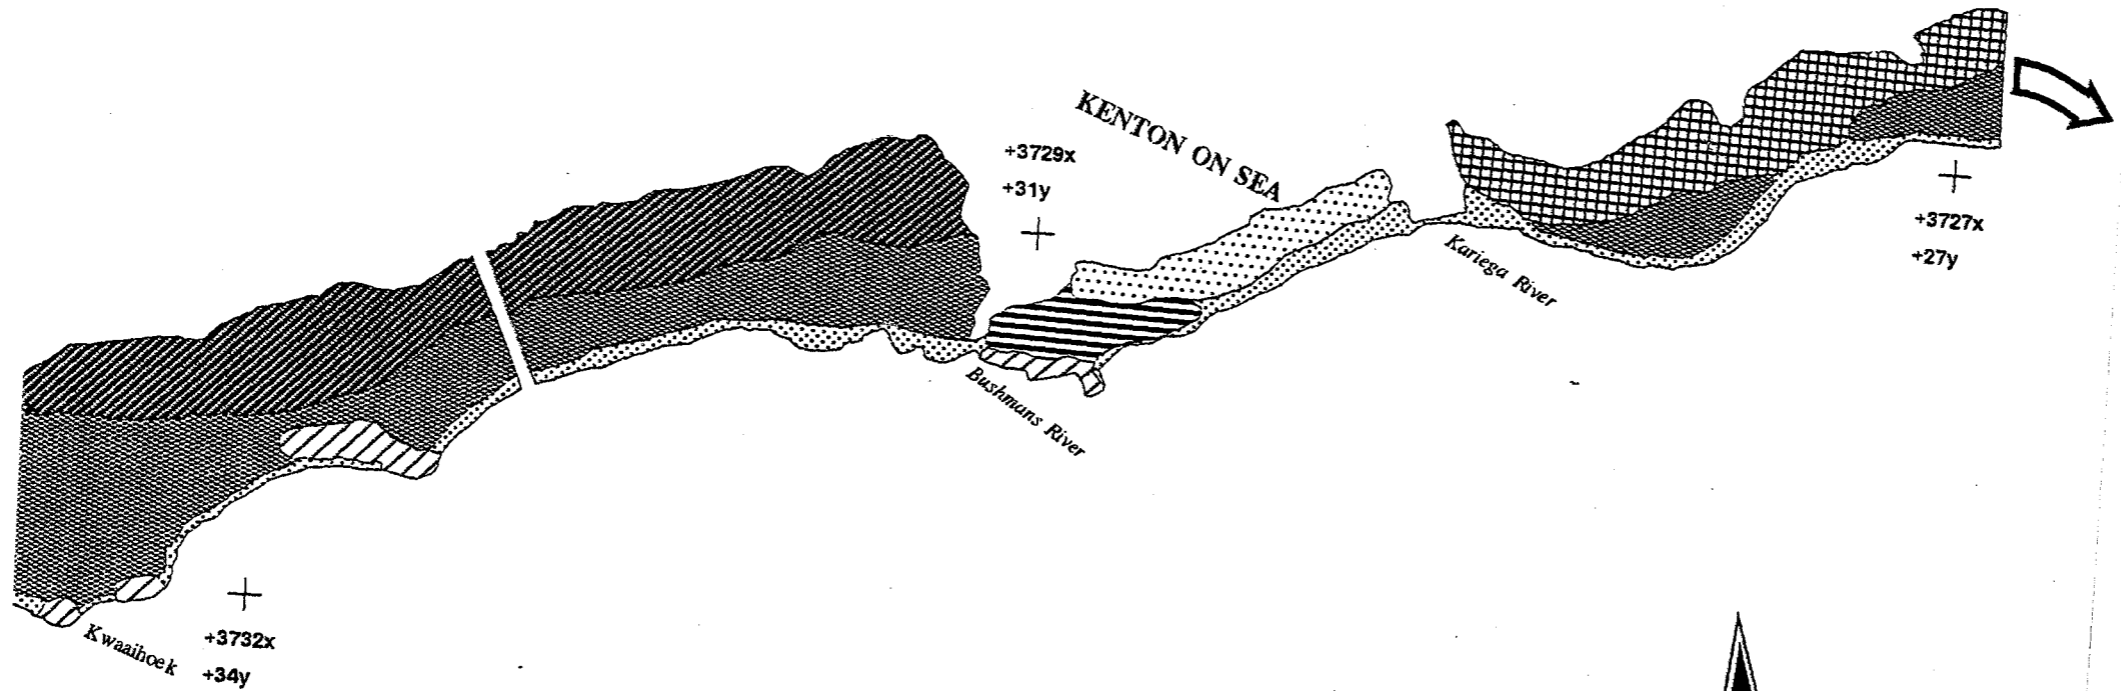 KENTON ON SEA
+3729x
+31y
+3727x
+27y
Kariega River
Bushmans River
Kwaaihoek
+3732x
+34y